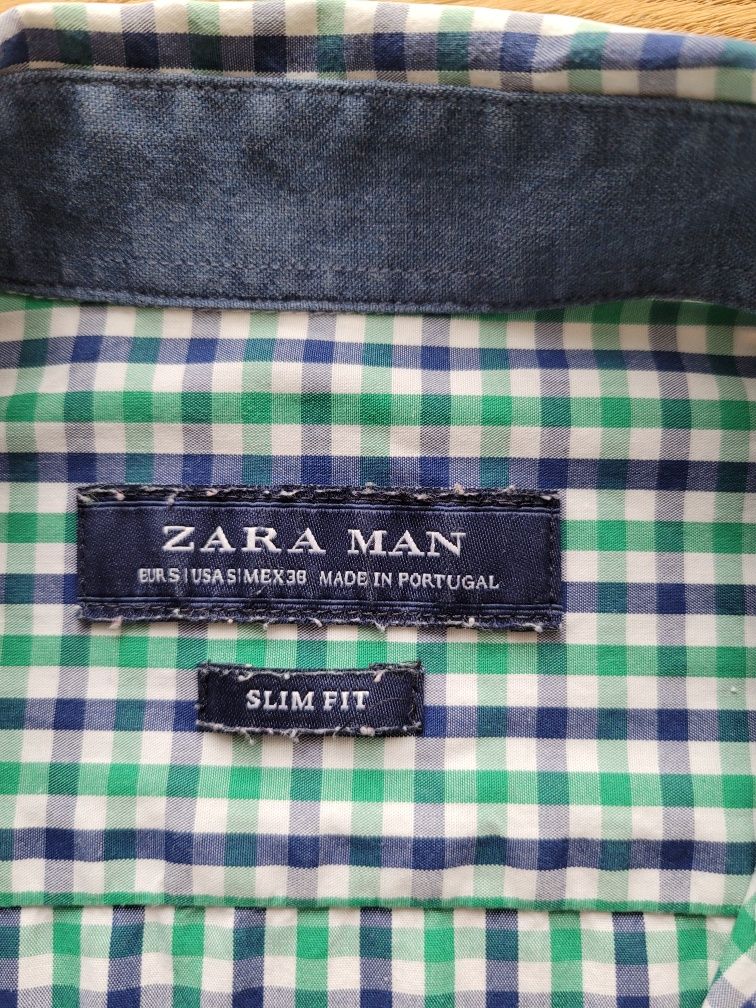 ZARA MAN
EUR S | USA S | MEX 38 MADE IN PORTUGAL
SLIM FIT